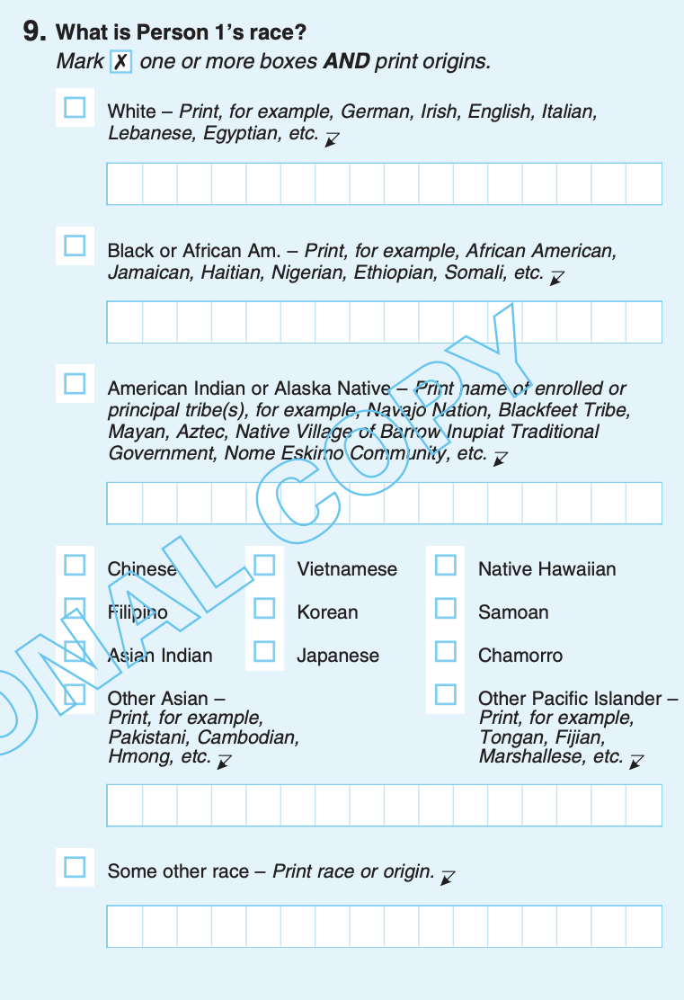 9. What is Person 1's race?
Mark ✗ one or more boxes AND print origins.
White – Print, for example, German, Irish, English, Italian,
Lebanese, Egyptian, etc.
Black or African Am. – Print, for example, African American,
Jamaican, Haitian, Nigerian, Ethiopian, Somali, etc.
American Indian or Alaska Native – Print name of enrolled or
principal tribe(s), for example, Navajo Nation, Blackfeet Tribe,
Mayan, Aztec, Native Village of Barrow Inupiat Traditional
Government, Nome Eskimo Community, etc.
Chinese
Filipino
Asian Indian
Other Asian –
Print, for example,
Pakistani, Cambodian,
Hmong, etc.
Vietnamese
Korean
Japanese
Native Hawaiian
Samoan
Chamorro
Other Pacific Islander –
Print, for example,
Tongan, Fijian,
Marshallese, etc.
Some other race – Print race or origin.
ONAL COPY